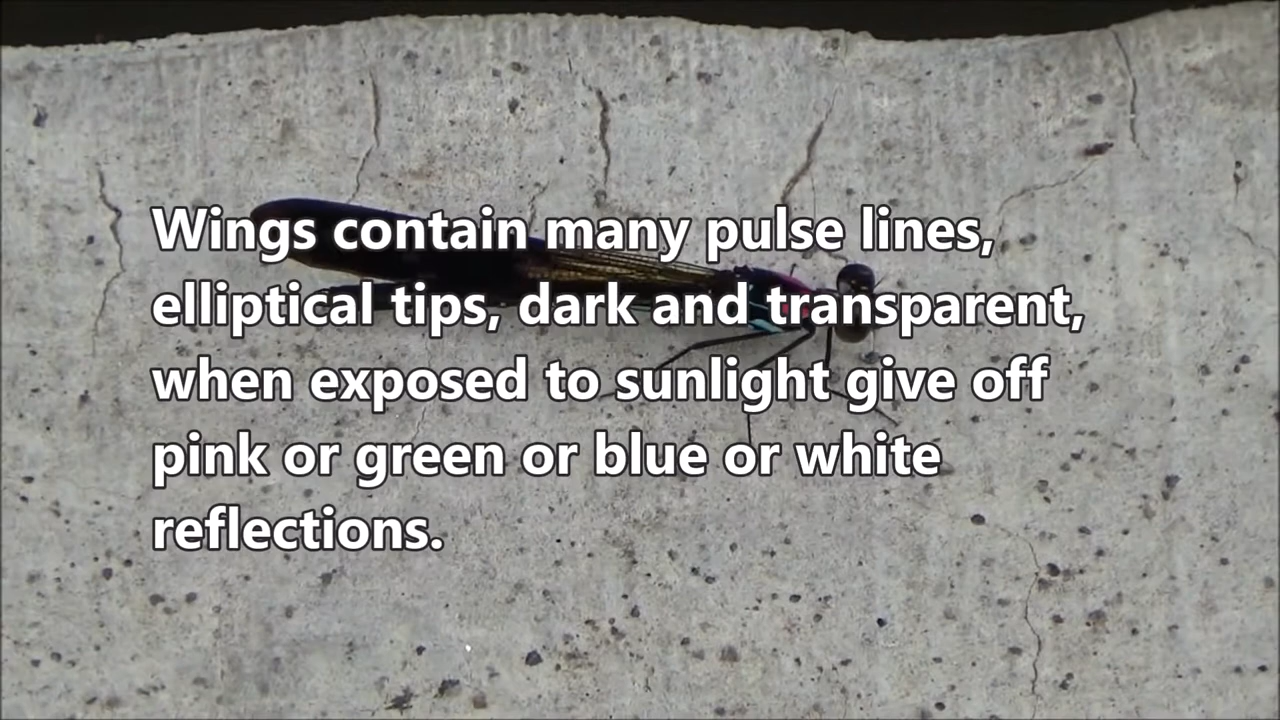 Wings contain many pulse lines,
elliptical tips, dark and transparent,
when exposed to sunlight give off
pink or green or blue or white
reflections.